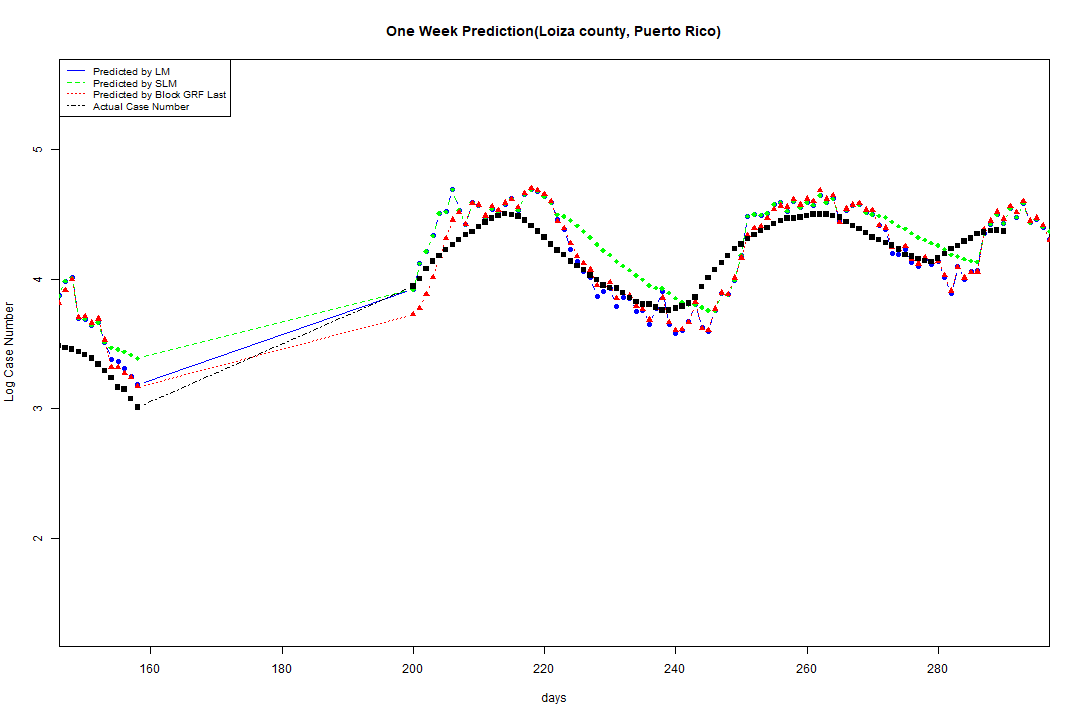 One Week Prediction(Loiza county, Puerto Rico)
Predicted by LM
Predicted by SLM
Predicted by Block GRF Last
Actual Case Number
5
4
3
2
Log Case Number
160 180 200 220 240 260 280
days